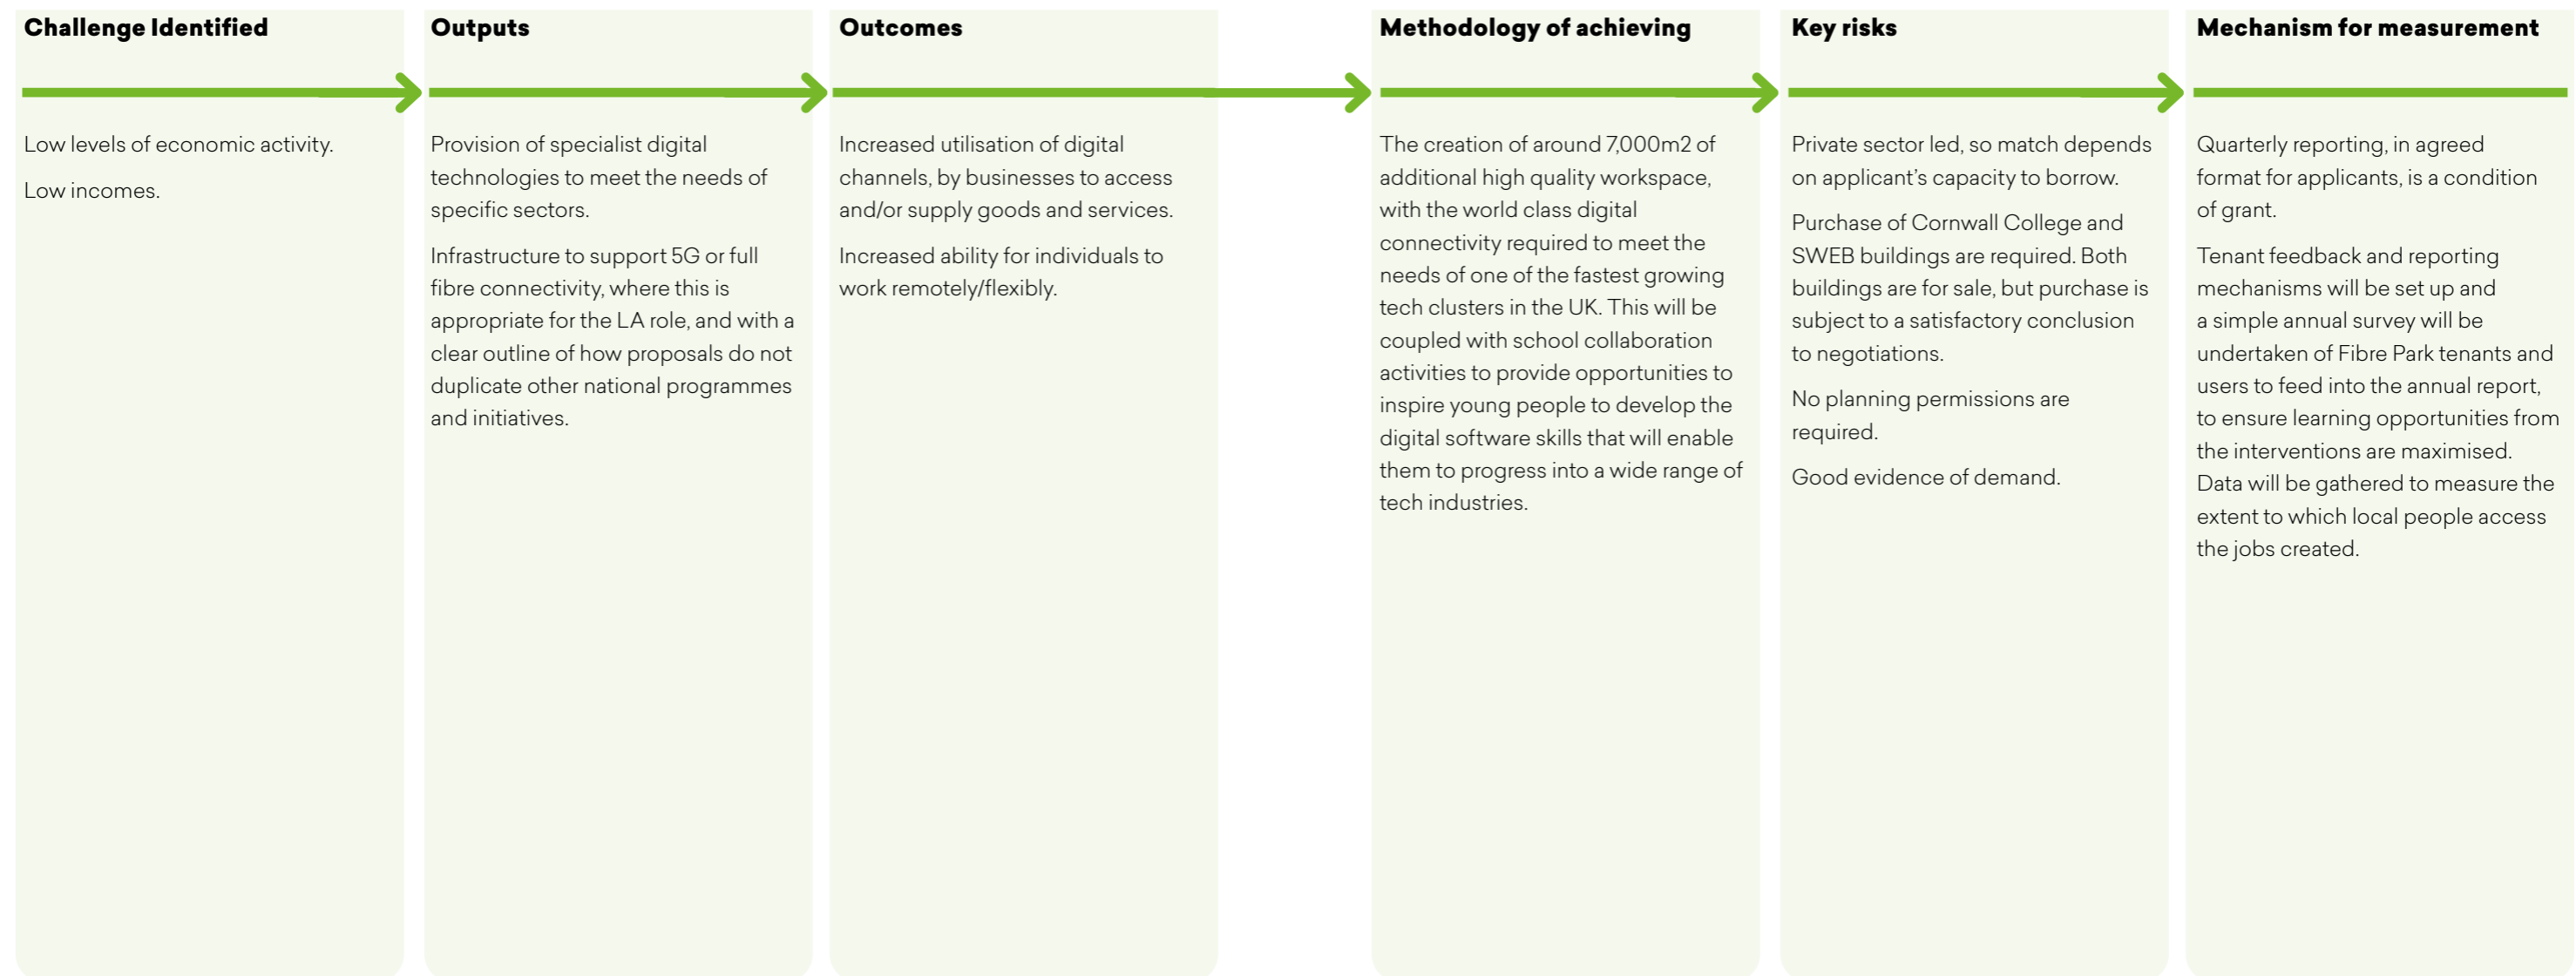 Challenge Identified
Low levels of economic activity.
Low incomes.
Outputs
Provision of specialist digital
technologies to meet the needs of
specific sectors.
Infrastructure to support 5G or full
fibre connectivity, where this is
appropriate for the LA role, and with a
clear outline of how proposals do not
duplicate other national programmes
and initiatives.
Outcomes
Increased utilisation of digital
channels, by businesses to access
and/or supply goods and services.
Increased ability for individuals to
work remotely/flexibly.
Methodology of achieving
The creation of around 7,000m2 of
additional high quality workspace,
with the world class digital
connectivity required to meet the
needs of one of the fastest growing
tech clusters in the UK. This will be
coupled with school collaboration
activities to provide opportunities to
inspire young people to develop the
digital software skills that will enable
them to progress into a wide range of
tech industries.
Key risks
Private sector led, so match depends
on applicant's capacity to borrow.
Purchase of Cornwall College and
SWEB buildings are required. Both
buildings are for sale, but purchase is
subject to a satisfactory conclusion
to negotiations.
No planning permissions are
required.
Good evidence of demand.
Mechanism for measurement
Quarterly reporting, in agreed
format for applicants, is a condition
of grant.
Tenant feedback and reporting
mechanisms will be set up and
a simple annual survey will be
undertaken of Fibre Park tenants and
users to feed into the annual report,
to ensure learning opportunities from
the interventions are maximised.
Data will be gathered to measure the
extent to which local people access
the jobs created.